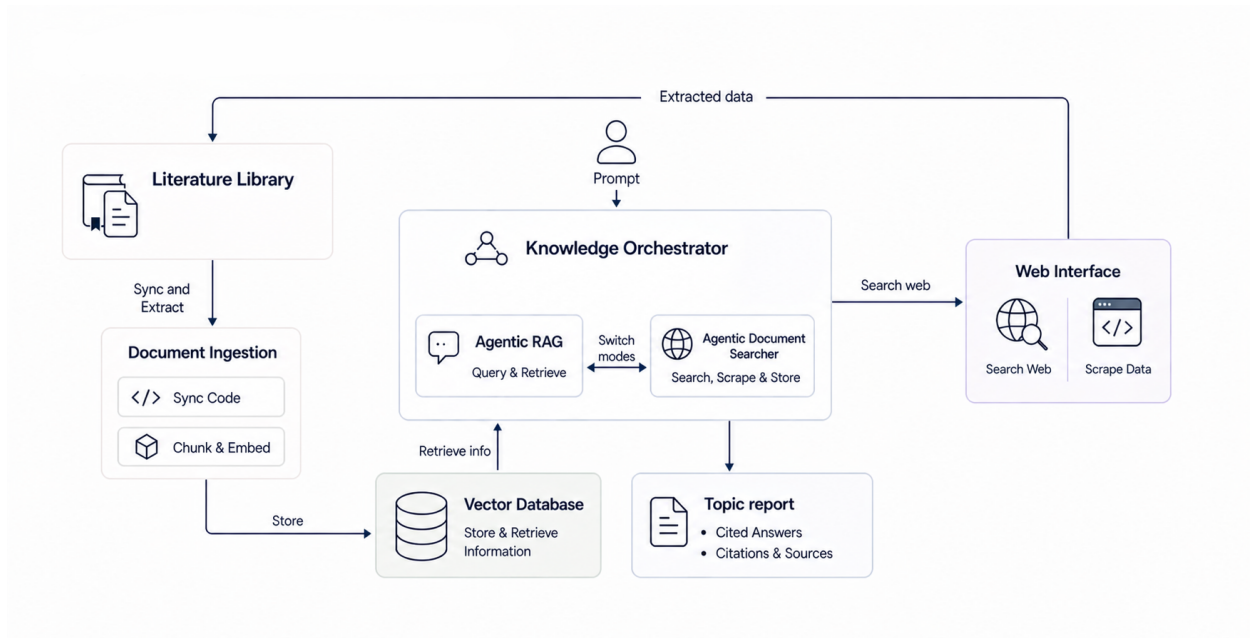 Extracted data
Prompt
Literature Library
Knowledge Orchestrator
Sync and
Extract
Search web
Web Interface
Search Web
Scrape Data
Agentic RAG
Query & Retrieve
Switch
modes
Agentic Document
Searcher
Search, Scrape & Store
Document Ingestion
</> Sync Code
Chunk & Embed
Store
Retrieve info
Vector Database
Store & Retrieve
Information
Topic report
• Cited Answers
• Citations & Sources